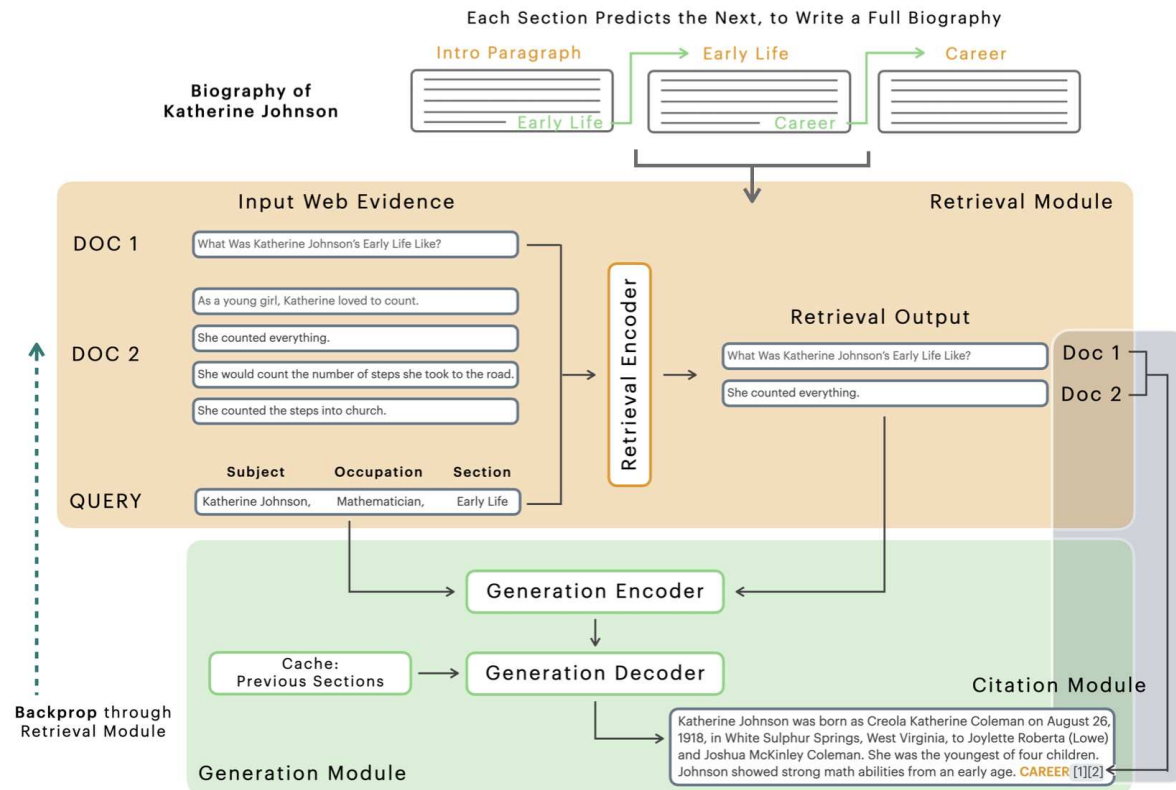 Each Section Predicts the Next, to Write a Full Biography
Intro Paragraph
Early Life
Career
Biography of
Katherine Johnson
Early Life
Career
Input Web Evidence
Retrieval Module
DOC 1
What Was Katherine Johnson's Early Life Like?
As a young girl, Katherine loved to count.
She counted everything.
DOC 2
She would count the number of steps she took to the road.
She counted the steps into church.
Retrieval Encoder
Retrieval Output
What Was Katherine Johnson's Early Life Like?
Doc 1
She counted everything.
Doc 2
Subject
Occupation
Section
QUERY
Katherine Johnson,
Mathematician,
Early Life
Generation Encoder
Cache:
Previous Sections
Generation Decoder
Citation Module
Backprop through
Retrieval Module
Katherine Johnson was born as Creola Katherine Coleman on August 26,
1918, in White Sulphur Springs, West Virginia, to Joylette Roberta (Lowe)
and Joshua McKinley Coleman. She was the youngest of four children.
Johnson showed strong math abilities from an early age. CAREER [1][2]
Generation Module